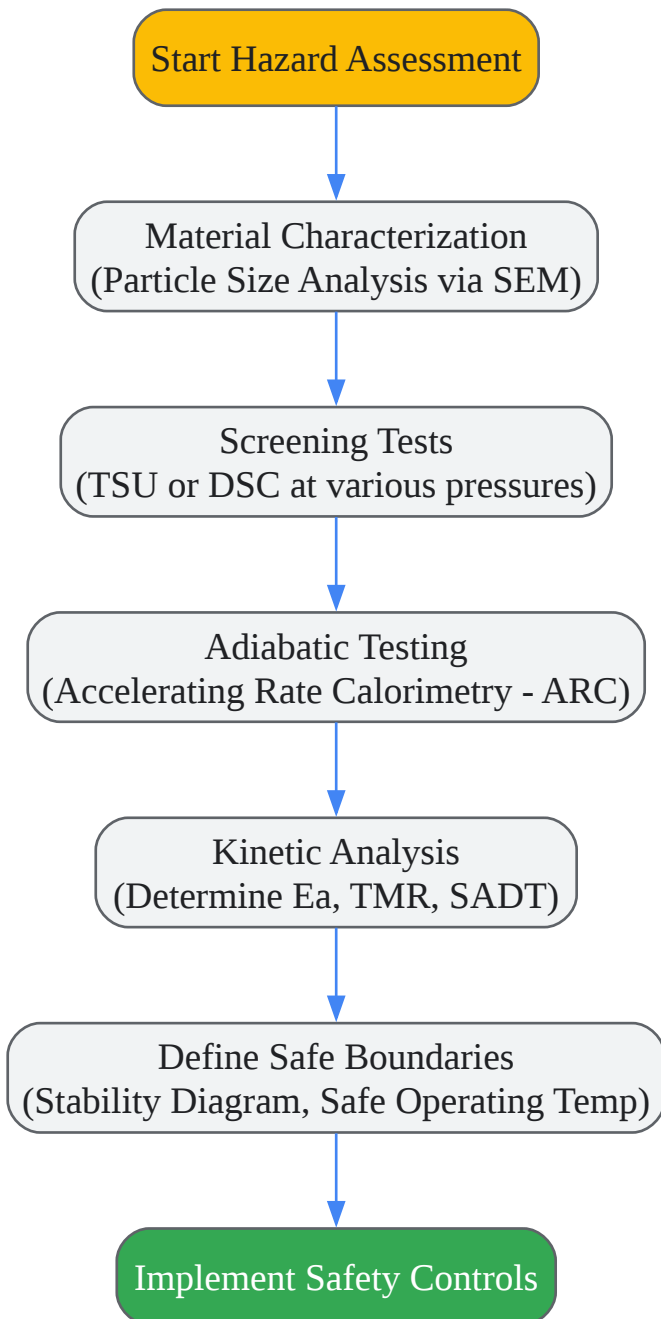 Start Hazard Assessment
Material Characterization
(Particle Size Analysis via SEM)
Screening Tests
(TSU or DSC at various pressures)
Adiabatic Testing
(Accelerating Rate Calorimetry - ARC)
Kinetic Analysis
(Determine Ea, TMR, SADT)
Define Safe Boundaries
(Stability Diagram, Safe Operating Temp)
Implement Safety Controls